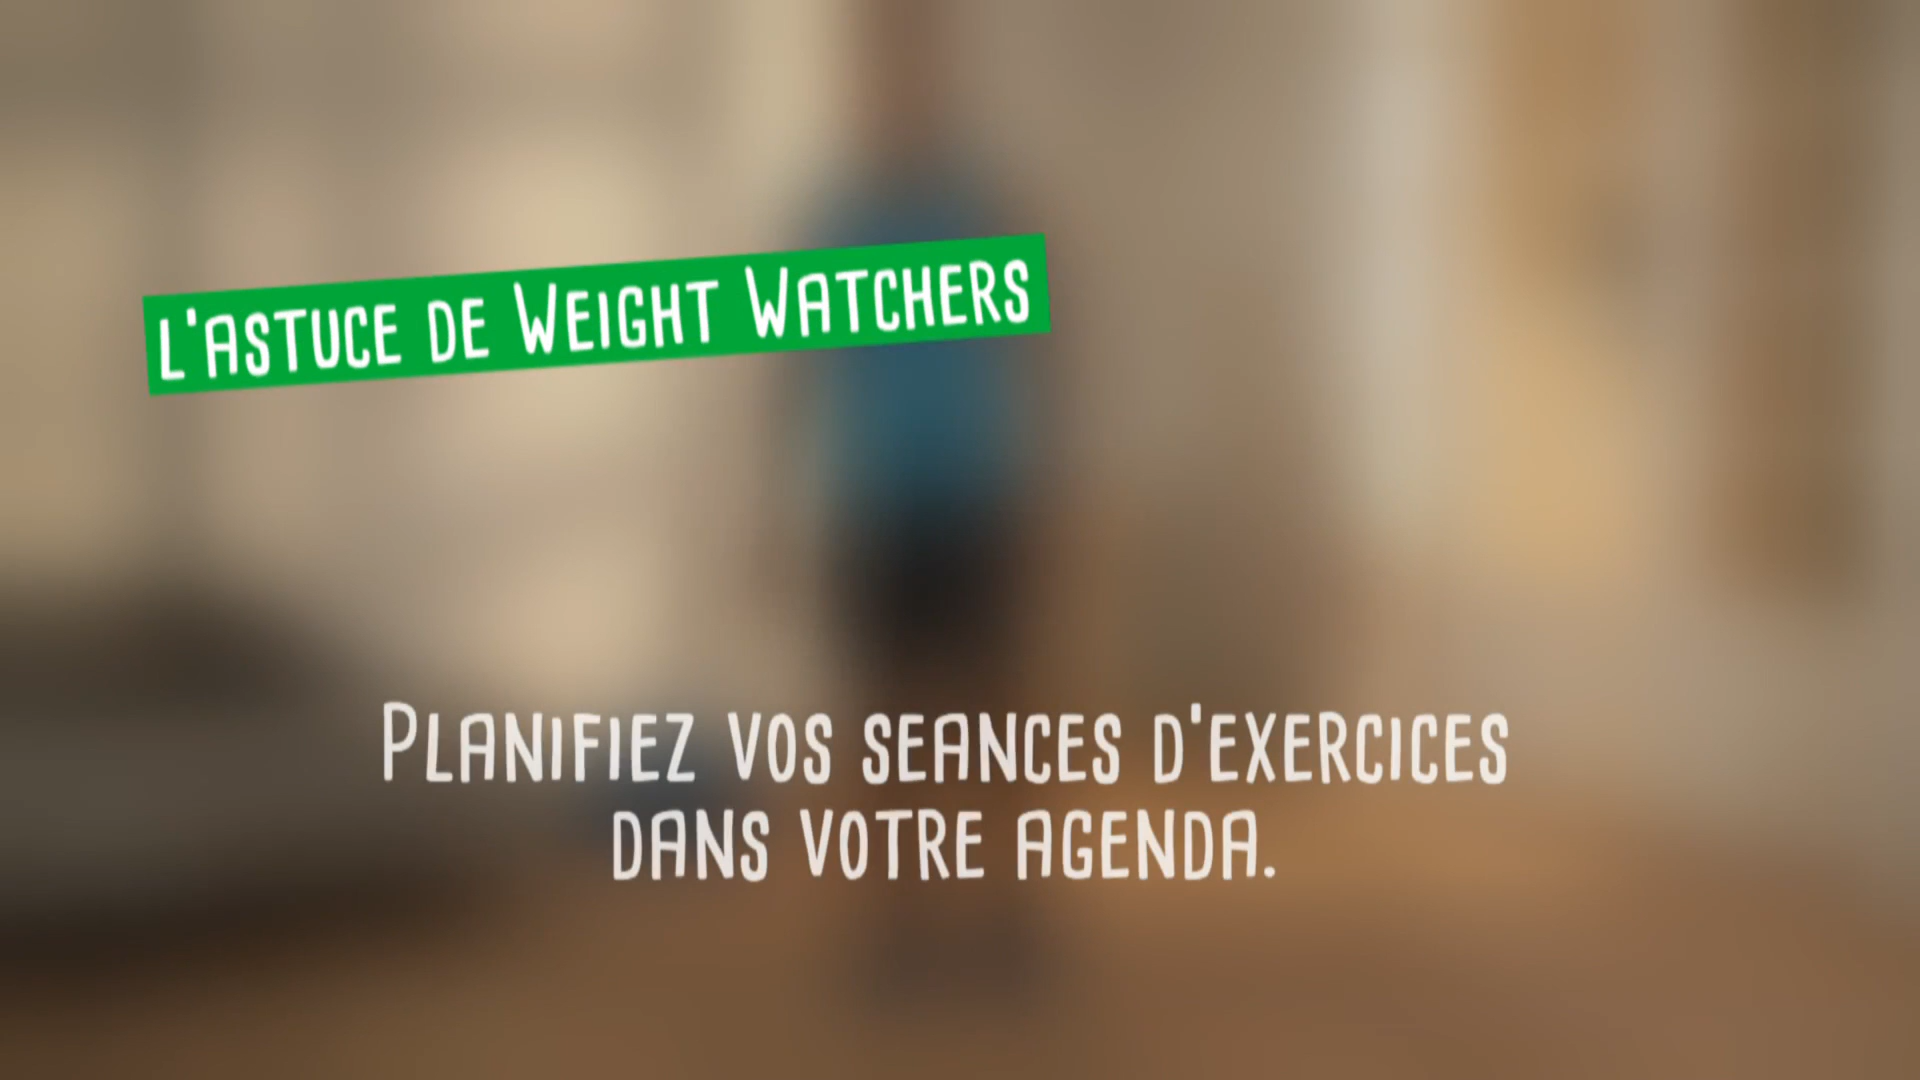 L'astuce de Weight Watchers
Planifiez vos seances d'exercices
dans votre agenda.